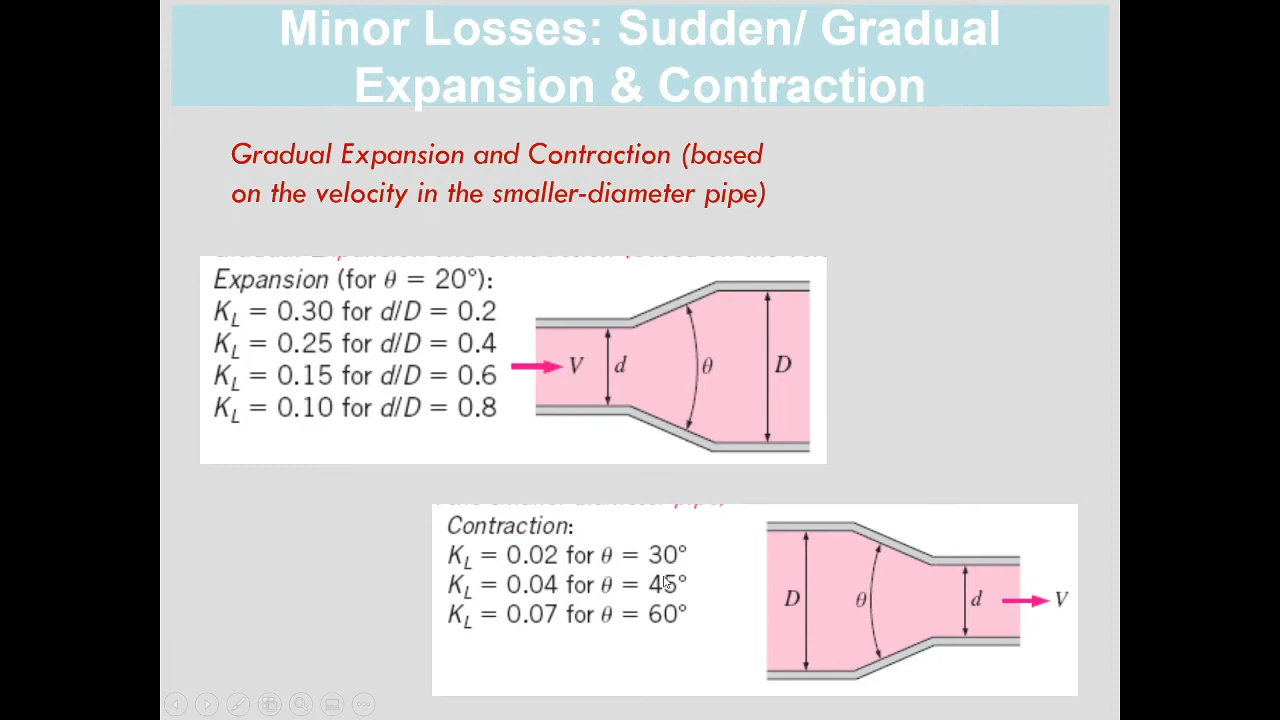 Minor Losses: Sudden/ Gradual
Expansion & Contraction
Gradual Expansion and Contraction (based
on the velocity in the smaller-diameter pipe)
Expansion (for θ = 20°):
K_L = 0.30 for d/D = 0.2
K_L = 0.25 for d/D = 0.4
K_L = 0.15 for d/D = 0.6
K_L = 0.10 for d/D = 0.8
V
d
θ
D
Contraction:
K_L = 0.02 for θ = 30°
K_L = 0.04 for θ = 45°
K_L = 0.07 for θ = 60°
D
θ
d
V